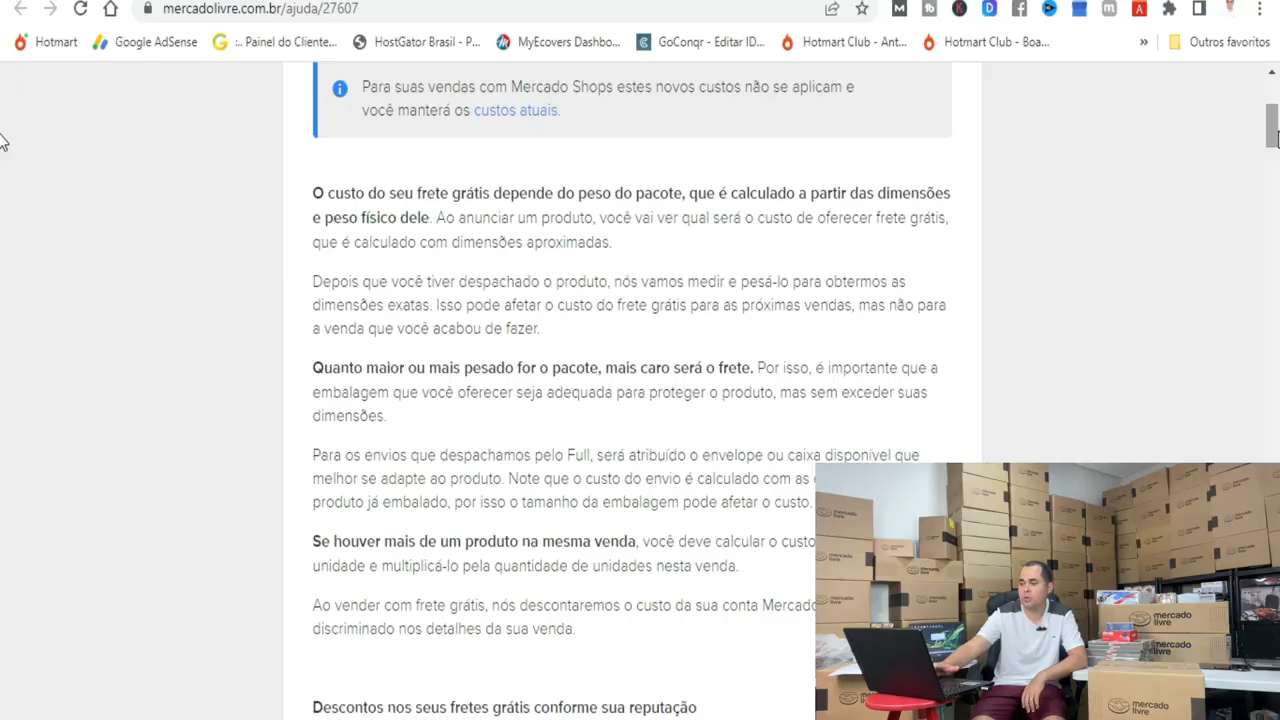 mercadolivre.com.br/ajuda/27607
Hotmart
Google AdSense
:.. Painel do Cliente...
HostGator Brasil - P...
MyEcovers Dashbo...
GoConqr - Editar ID...
Hotmart Club - Ant...
Hotmart Club - Boa...
»
Outros favoritos
Para suas vendas com Mercado Shops estes novos custos não se aplicam e
você manterá os custos atuais.
O custo do seu frete grátis depende do peso do pacote, que é calculado a partir das dimensões
e peso físico dele. Ao anunciar um produto, você vai ver qual será o custo de oferecer frete grátis,
que é calculado com dimensões aproximadas.
Depois que você tiver despachado o produto, nós vamos medir e pesá-lo para obtermos as
dimensões exatas. Isso pode afetar o custo do frete grátis para as próximas vendas, mas não para
a venda que você acabou de fazer.
Quanto maior ou mais pesado for o pacote, mais caro será o frete. Por isso, é importante que a
embalagem que você oferecer seja adequada para proteger o produto, mas sem exceder suas
dimensões.
Para os envios que despachamos pelo Full, será atribuído o envelope ou caixa disponível que
melhor se adapte ao produto. Note que o custo do envio é calculado com as
produto já embalado, por isso o tamanho da embalagem pode afetar o custo.
Se houver mais de um produto na mesma venda, você deve calcular o custo
unidade e multiplicá-lo pela quantidade de unidades nesta venda.
Ao vender com frete grátis, nós descontaremos o custo da sua conta Mercado
discriminado nos detalhes da sua venda.
Descontos nos seus fretes grátis conforme sua reputação
mercado
livre
mercado
livre
mercado
livre